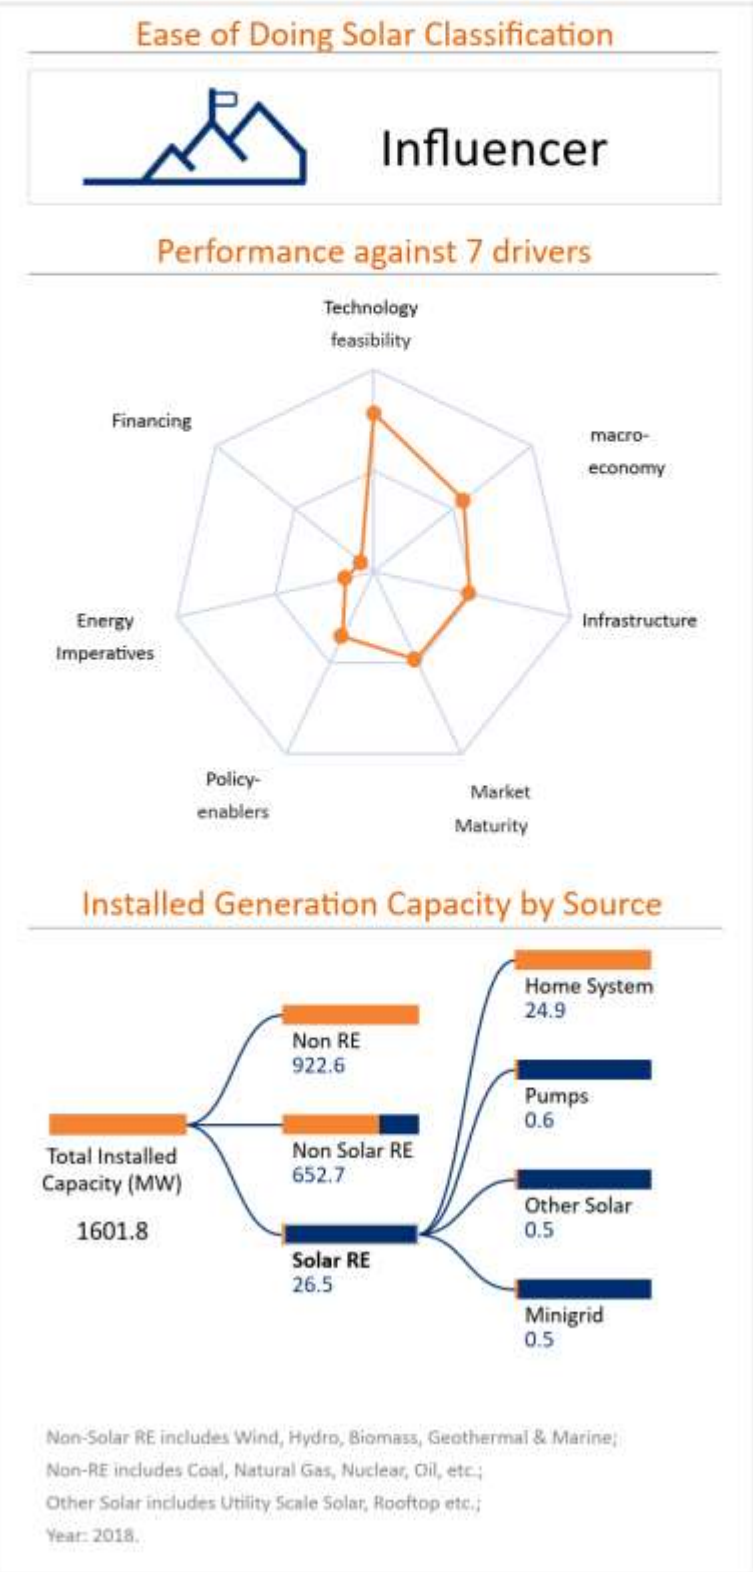 Ease of Doing Solar Classification
Influencer
Performance against 7 drivers
Technology
feasibility
Financing
macro-
economy
Energy
Imperatives
Infrastructure
Policy-
enablers
Market
Maturity
Installed Generation Capacity by Source
Home System
24.9
Non RE
922.6
Pumps
0.6
Total Installed
Capacity (MW)
1601.8
Non Solar RE
652.7
Other Solar
0.5
Solar RE
26.5
Minigrid
0.5
Non-Solar RE includes Wind, Hydro, Biomass, Geothermal & Marine;
Non-RE includes Coal, Natural Gas, Nuclear, Oil, etc.;
Other Solar includes Utility Scale Solar, Rooftop etc.;
Year: 2018.